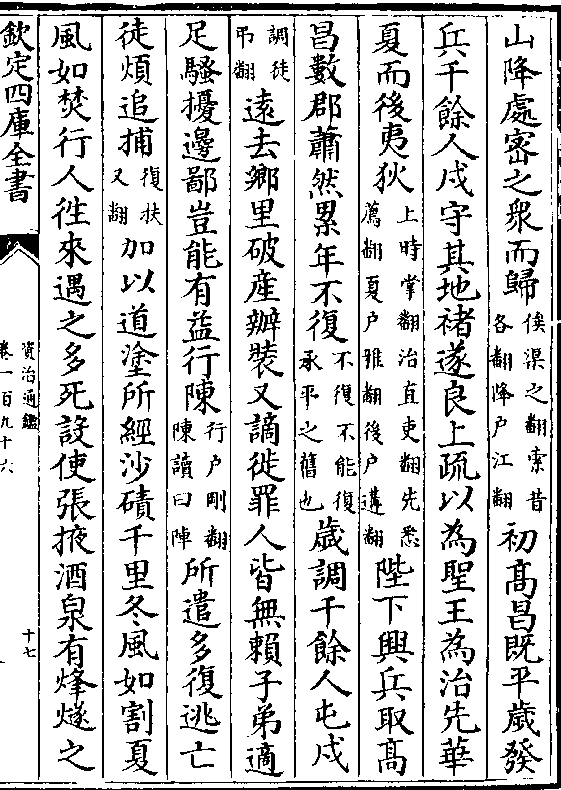 山降處密之衆而歸俟渠之翻索昔各翻降户江翻初髙昌既平歲發
兵千餘人戍守其地褚遂良上疏以為聖王為治先華
夏而後夷狄上時掌翻治直吏翻先悉薦翻夏户雅翻後户遘翻陛下興兵取髙
昌數郡蕭然累年不復不復不能復承平之舊也歲調千餘人屯戍
調徒弔翻逺去鄉里破産辦裝又謫徙罪人皆無賴子弟適
足騷擾邊鄙豈能有益行陳行户剛翻陳讀曰陣所遣多復逃亡
徒煩追捕復扶又翻加以道塗所經沙磧千里冬風如割夏
風如焚行人徃來遇之多死設使張掖酒泉有烽燧之
欽定四庫全書
資治通鑑
卷一百九十六
十七